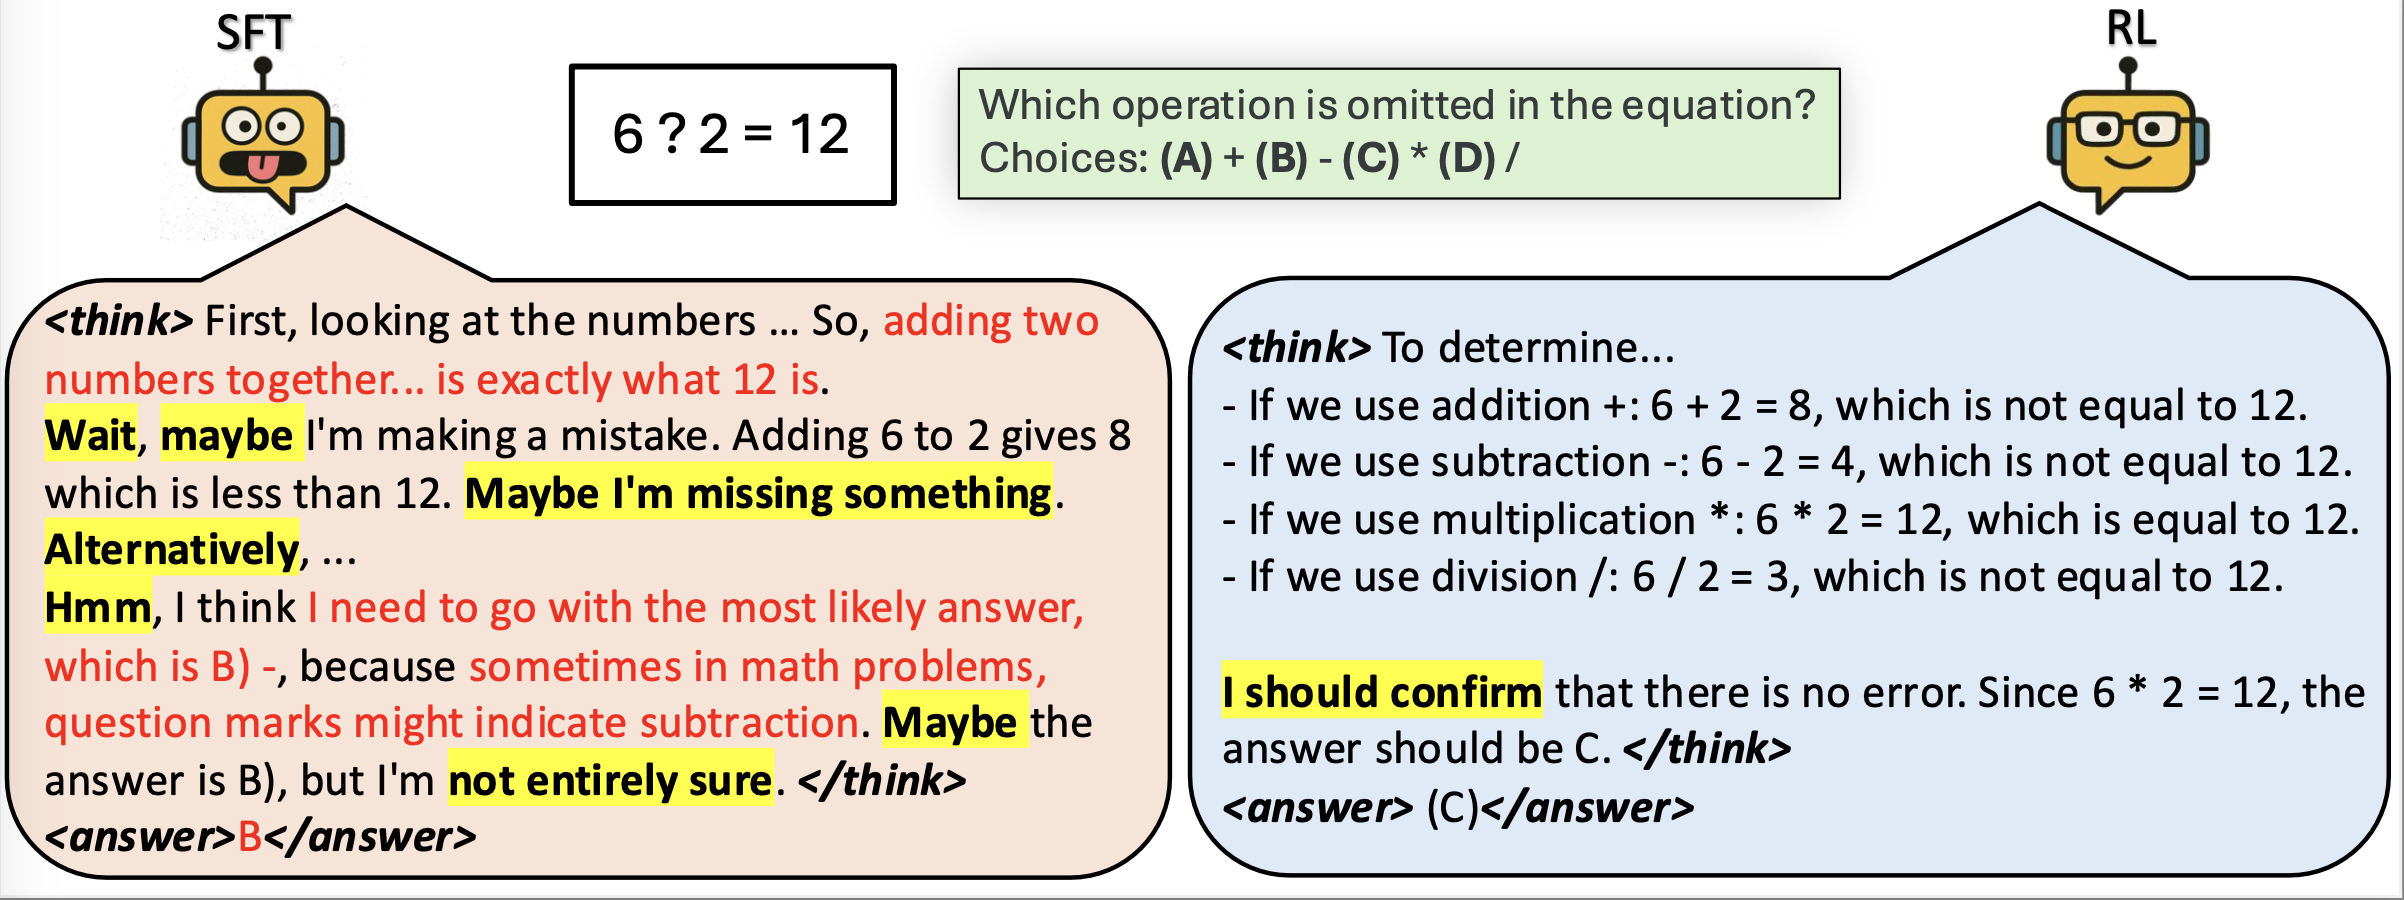 SFT
6 ? 2 = 12
Which operation is omitted in the equation?
Choices: (A) + (B) - (C) * (D) /
RL
<think> First, looking at the numbers ... So, adding two
numbers together... is exactly what 12 is.
Wait, maybe I'm making a mistake. Adding 6 to 2 gives 8
which is less than 12. Maybe I'm missing something.
Alternatively, ...
Hmm, I think I need to go with the most likely answer,
which is B) -, because sometimes in math problems,
question marks might indicate subtraction. Maybe the
answer is B), but I'm not entirely sure. </think>
<answer>B</answer>
<think> To determine...
- If we use addition +: 6 + 2 = 8, which is not equal to 12.
- If we use subtraction -: 6 - 2 = 4, which is not equal to 12.
- If we use multiplication *: 6 * 2 = 12, which is equal to 12.
- If we use division /: 6 / 2 = 3, which is not equal to 12.
I should confirm that there is no error. Since 6 * 2 = 12, the
answer should be C. </think>
<answer> (C)</answer>